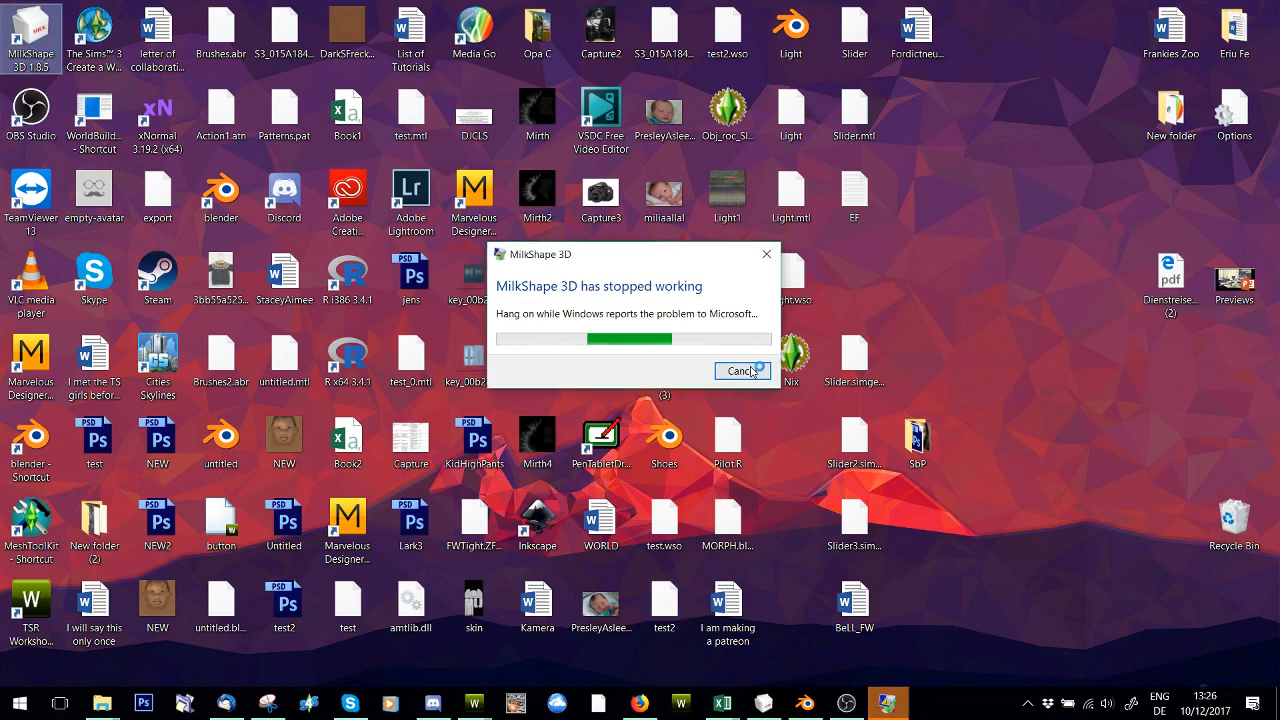 MilkShape
3D 1.8.5
The Sims™ 3
Create a W...
letter of
collaborati...
Brushes.abr
S3_015A184...
DarkSFreck...
List of
Tutorials
Media Go
Opa C
Capture2
S3_015A184...
test2.wso
Light
Slider
Fordictneu...
Frankies Zoo
Eriu Fe
OBS Studio
WorldBuild...
- Shortcut
xNormal
3.19.2 (x64)
Action1.atn
Patterns.pat
Book1
test.mtl
DJCLS
Mirth
VSDC Free
Video Editor
PresleyAslee...
Obj_roc_Sl...
Light
Slider.mtl
New folder
Options
TeamViewer
13
empty-avatar
export
blender
Discord
Adobe
Creati...
Adobe
Lightroom
Marvelous
Designer...
Mirth2
Capture3
miliaallal
Light1
Light.mtl
EF
VLC media
player
Skype
Steam
3bb55a525...
StaceyAimee
R i386 3.4.1
jens
key_00b2
ght.wso
Dienstreise...
(2)
Previews
MilkShape 3D
MilkShape 3D has stopped working
Hang on while Windows reports the problem to Microsoft...
Marvelous
Designer...
I met the TS
girls befor...
Cities
Skylines
Brushes2.abr
untitled.mtl
R x64 3.4.1
test_0.mtl
key_00b2
(3)
Nix
Slider.simge...
blender -
Shortcut
test
NEW
untitled
NEW
Book2
Capture
KidHighPants
Mirth4
PenTabletDr...
Shoes
Pilot.R
Slider2.sim...
SbP
MeshToolKit
- Shortcut
New folder
(2)
NEW2
button
Untitled
Marvelous
Designer...
Lark3
FWTight.ZF...
Inkscape
WORLD
test.wso
MORPH.bl...
Slider3.sim...
Recycle Bin
TSR
Worksho...
I will say this
only once
NEW
untitled.bl...
test2
test
amtlib.dll
skin
Kamera
PresleyAslee...
test2
I am making
a patreon
BeLL_FW
ENG
DE
13:26
10/12/2017